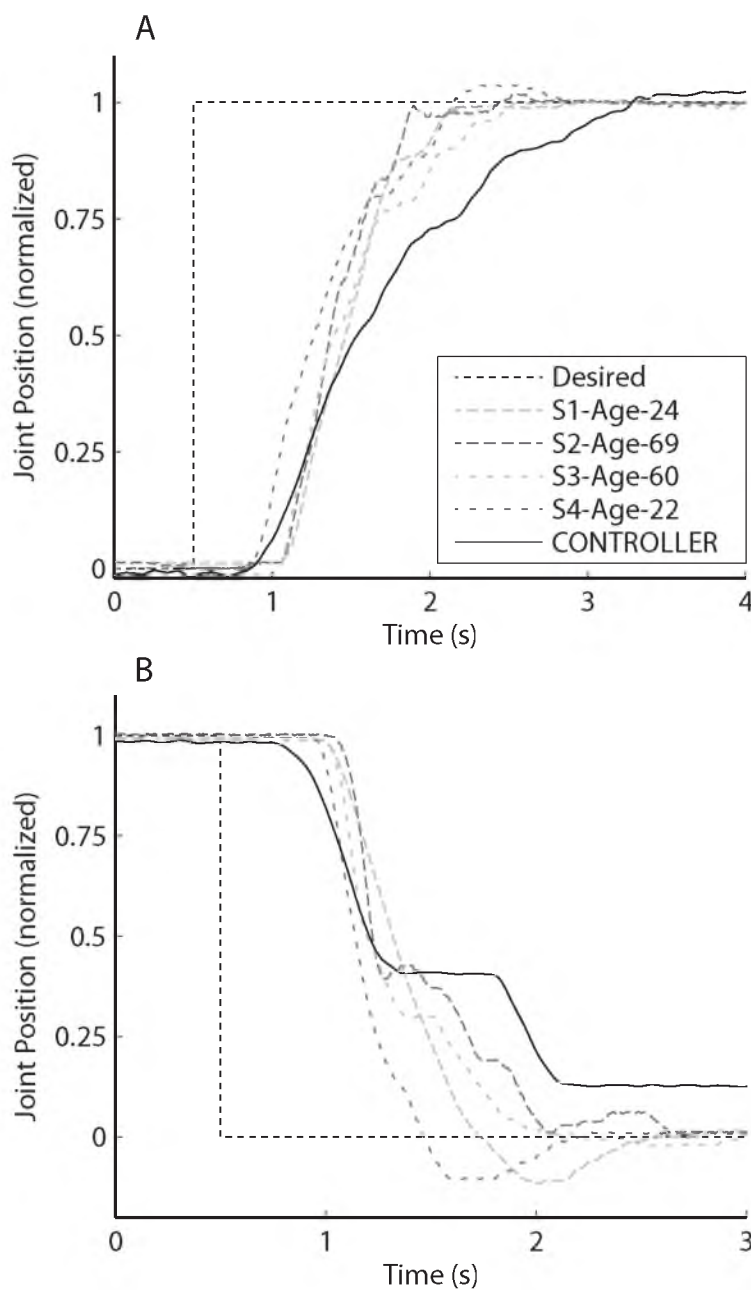 A
Joint Position (normalized)
1
0.75
0.5
0.25
0
Desired
S1-Age-24
S2-Age-69
S3-Age-60
S4-Age-22
CONTROLLER
0 1 2 3 4
Time (s)
B
Joint Position (normalized)
1
0.75
0.5
0.25
0
0 1 2 3
Time (s)